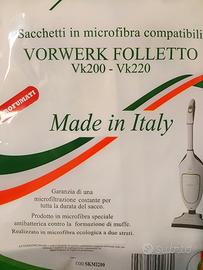 Sacchetti in microfibra compatibili
VORWERK FOLLETTO
Vk200 - Vk220
PROFUMATI
Made in Italy
Garanzia di una
microfiltrazione costante per
tutta la durata del sacco.
Prodotto in microfibra speciale
antibatterica contro la formazione di muffe.
Realizzato in microfibra ecologica a due strati.
COD. SKMI200